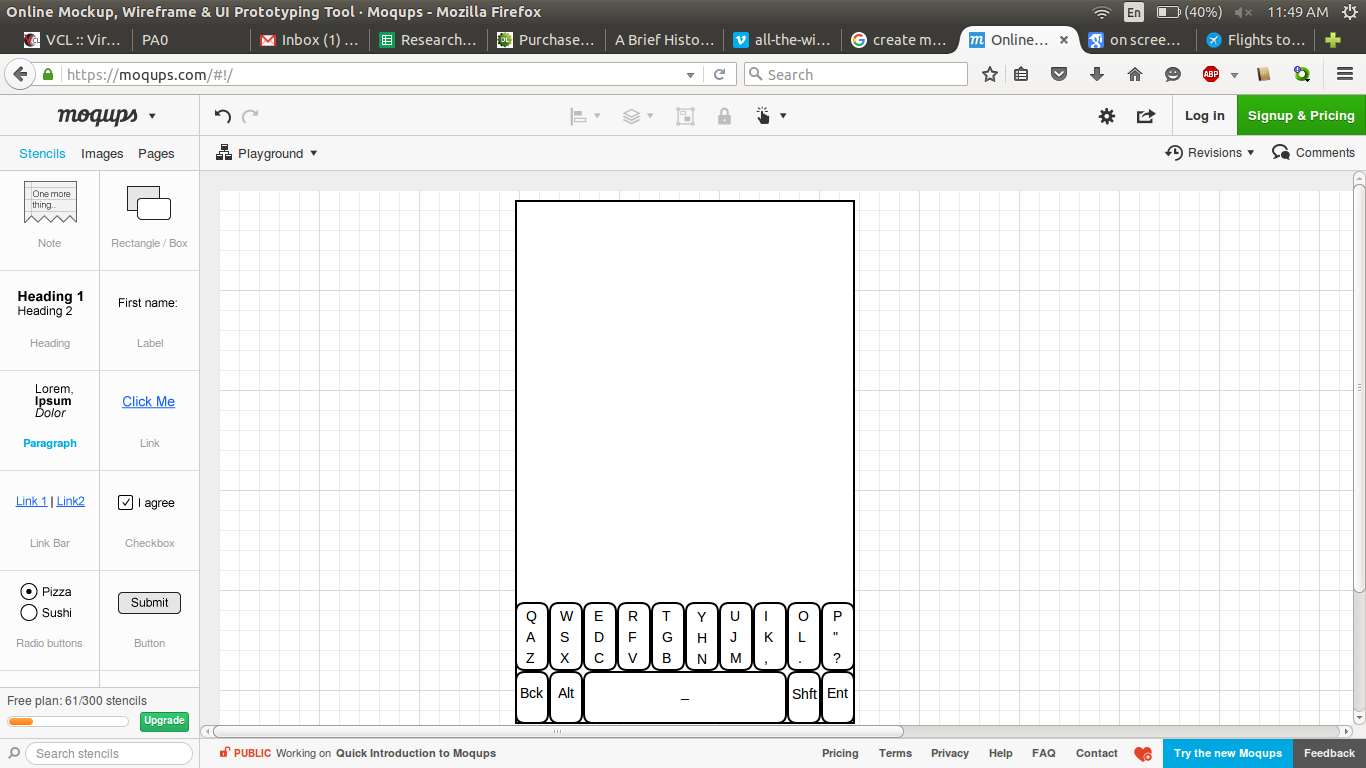 Online Mockup, Wireframe & UI Prototyping Tool · Moqups - Mozilla Firefox
En (40%) 11:49 AM
VCL :: Vir... PA0 Inbox (1) ... Research... Purchase... A Brief Histo... all-the-wi... create m... Online... on scree... Flights to...
https://moqups.com/#!/ Search ABP
moqups Log in Signup & Pricing
Stencils Images Pages Playground Revisions Comments
One more
thing..
Note Rectangle / Box
Heading 1
Heading 2
First name:
Heading Label
Lorem,
Ipsum
Dolor
Click Me
Paragraph Link
Link 1 | Link2 I agree
Link Bar Checkbox
Pizza
Sushi
Submit
Radio buttons Button
Q W E R T Y U I O P
A S D F G H J K L "
Z X C V B N M , . ?
Bck Alt _ Shft Ent
Free plan: 61/300 stencils
Upgrade
Search stencils
PUBLIC Working on Quick Introduction to Moqups Pricing Terms Privacy Help FAQ Contact Try the new Moqups Feedback